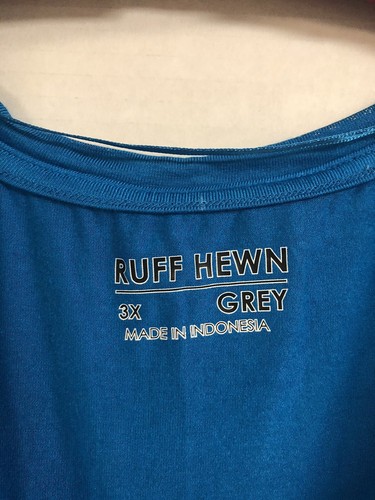 RUFF HEWN
3X GREY
MADE IN INDONESIA